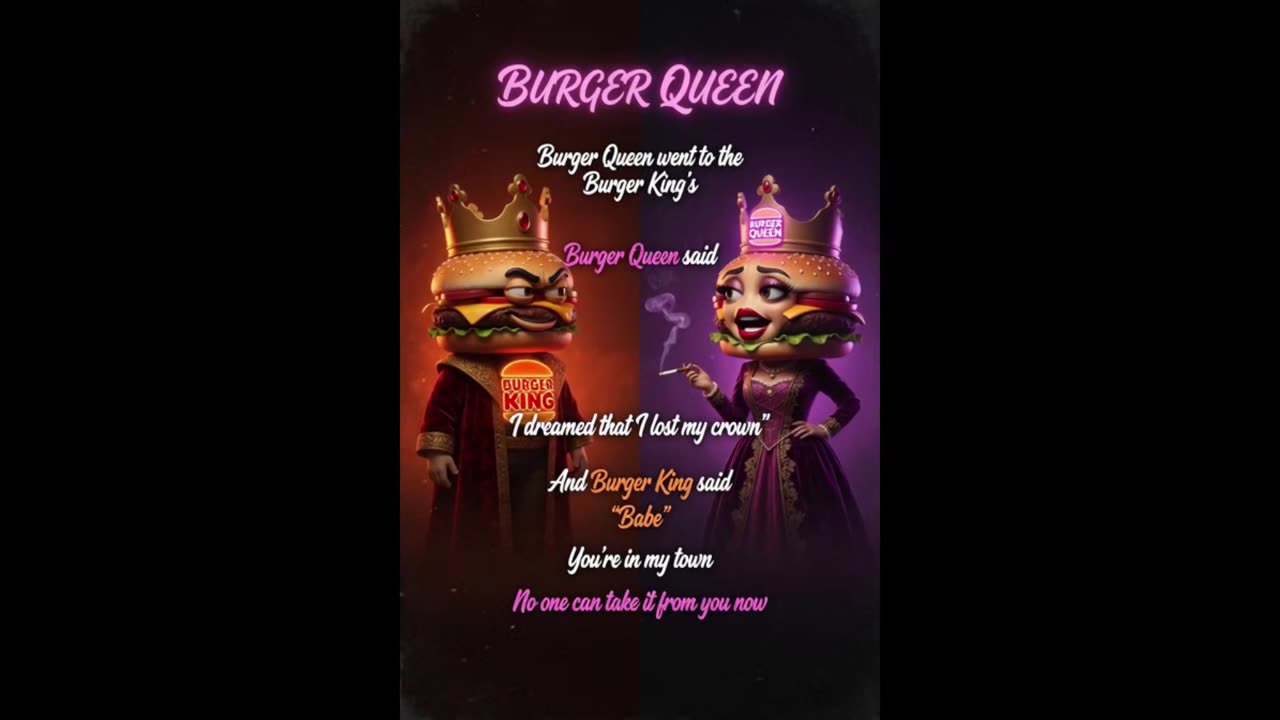 BURGER QUEEN
Burger Queen went to the
Burger King's
BURGER
QUEEN
Burger Queen said
BURGER
KING
I dreamed that I lost my crown”
And Burger King said
“Babe”
You're in my town
No one can take it from you now